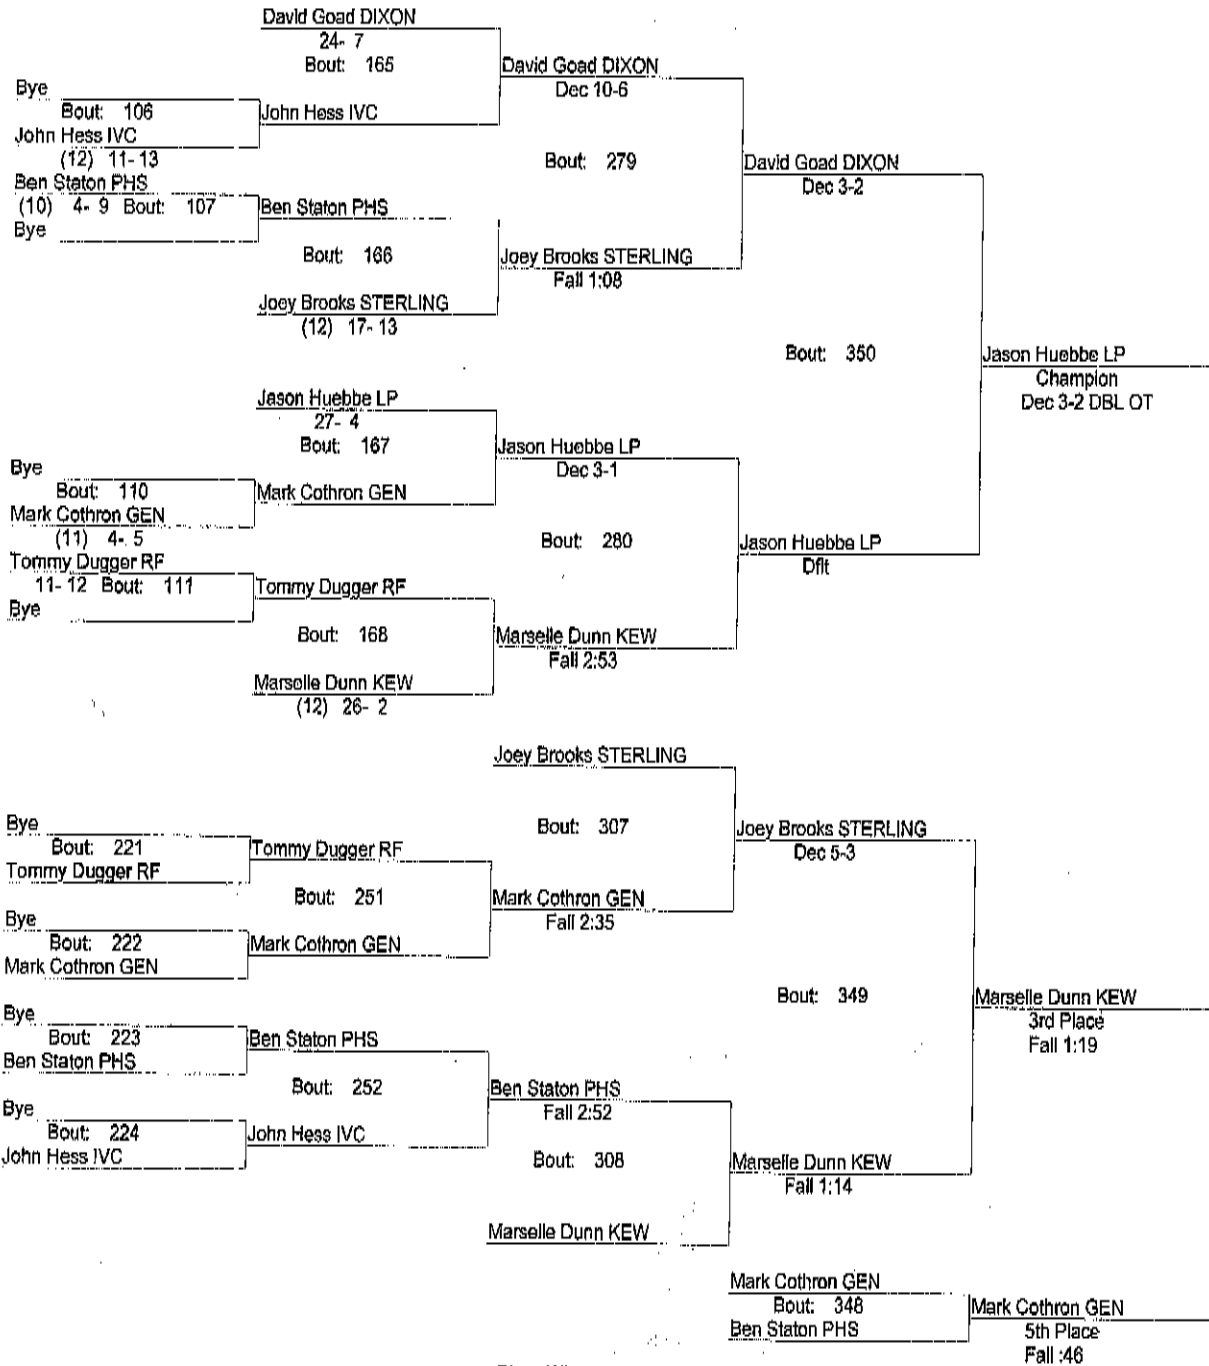 David Goad DIXON
24- 7
Bout: 165
David Goad DIXON
Dec 10-6
Bye
Bout: 106
John Hess IVC
John Hess IVC
(12) 11- 13
Bout: 279
David Goad DIXON
Dec 3-2
Ben Staton PHS
(10) 4- 9 Bout: 107
Ben Staton PHS
Bye
Bout: 166
Joey Brooks STERLING
Fall 1:08
Joey Brooks STERLING
(12) 17- 13
Bout: 350
Jason Huebbe LP
Champion
Dec 3-2 DBL OT
Jason Huebbe LP
27- 4
Bout: 167
Jason Huebbe LP
Dec 3-1
Bye
Bout: 110
Mark Cothron GEN
Mark Cothron GEN
(11) 4- 5
Bout: 280
Jason Huebbe LP
Dflt
Tommy Dugger RF
11- 12 Bout: 111
Tommy Dugger RF
Bye
Bout: 168
Marselle Dunn KEW
Fall 2:53
Marselle Dunn KEW
(12) 26- 2
Joey Brooks STERLING
Bout: 307
Joey Brooks STERLING
Dec 5-3
Bye
Bout: 221
Tommy Dugger RF
Tommy Dugger RF
Bout: 251
Mark Cothron GEN
Fall 2:35
Bye
Bout: 222
Mark Cothron GEN
Mark Cothron GEN
Bout: 349
Marselle Dunn KEW
3rd Place
Fall 1:19
Bye
Bout: 223
Ben Staton PHS
Ben Staton PHS
Bout: 252
Ben Staton PHS
Fall 2:52
Bye
Bout: 224
John Hess IVC
John Hess IVC
Bout: 308
Marselle Dunn KEW
Fall 1:14
Marselle Dunn KEW
Mark Cothron GEN
Bout: 348
Ben Staton PHS
Mark Cothron GEN
5th Place
Fall :46